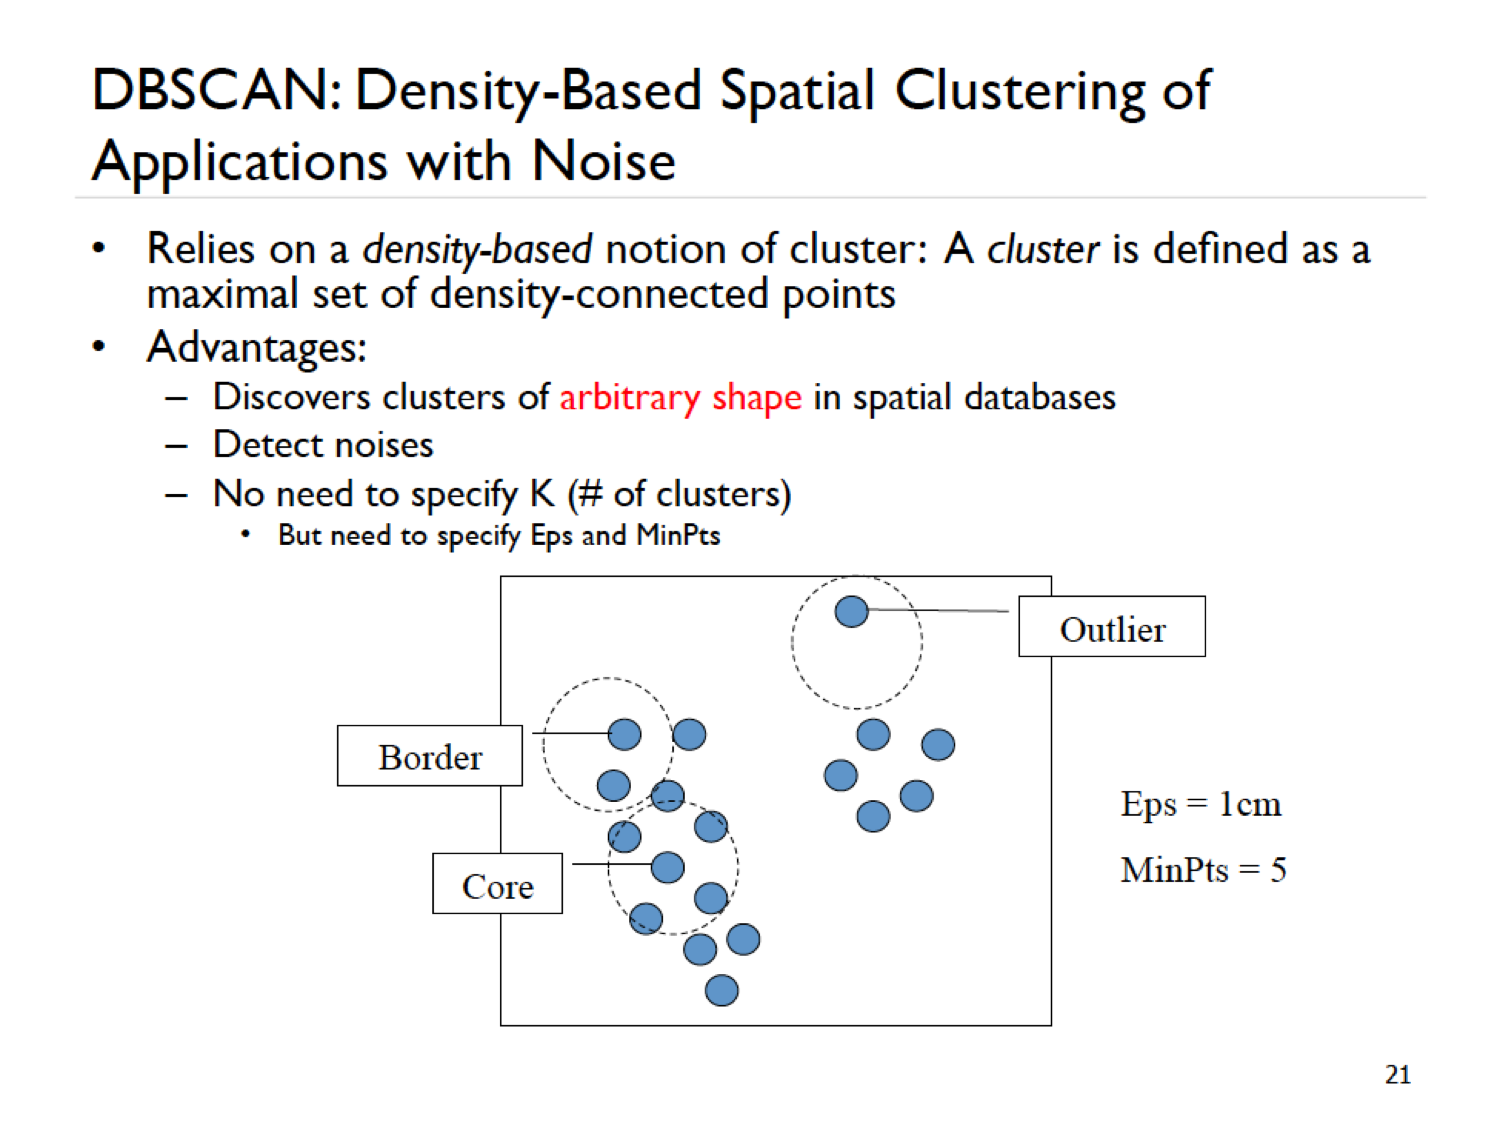 DBSCAN: Density-Based Spatial Clustering of
Applications with Noise
• Relies on a density-based notion of cluster: A cluster is defined as a
maximal set of density-connected points
• Advantages:
– Discovers clusters of arbitrary shape in spatial databases
– Detect noises
– No need to specify K (# of clusters)
• But need to specify Eps and MinPts
Outlier
Border
Core
Eps = 1cm
MinPts = 5
21